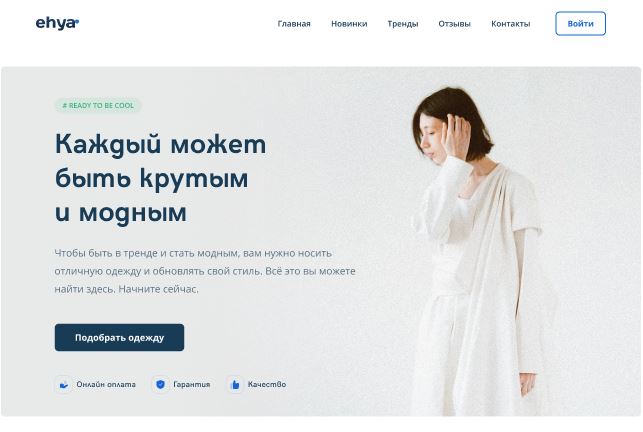 ehya
Главная Новинки Тренды Отзывы Контакты Войти
# READY TO BE COOL
Каждый может
быть крутым
и модным
Чтобы быть в тренде и стать модным, вам нужно носить
отличную одежду и обновлять свой стиль. Всё это вы можете
найти здесь. Начните сейчас.
Подобрать одежду
Онлайн оплата Гарантия Качество